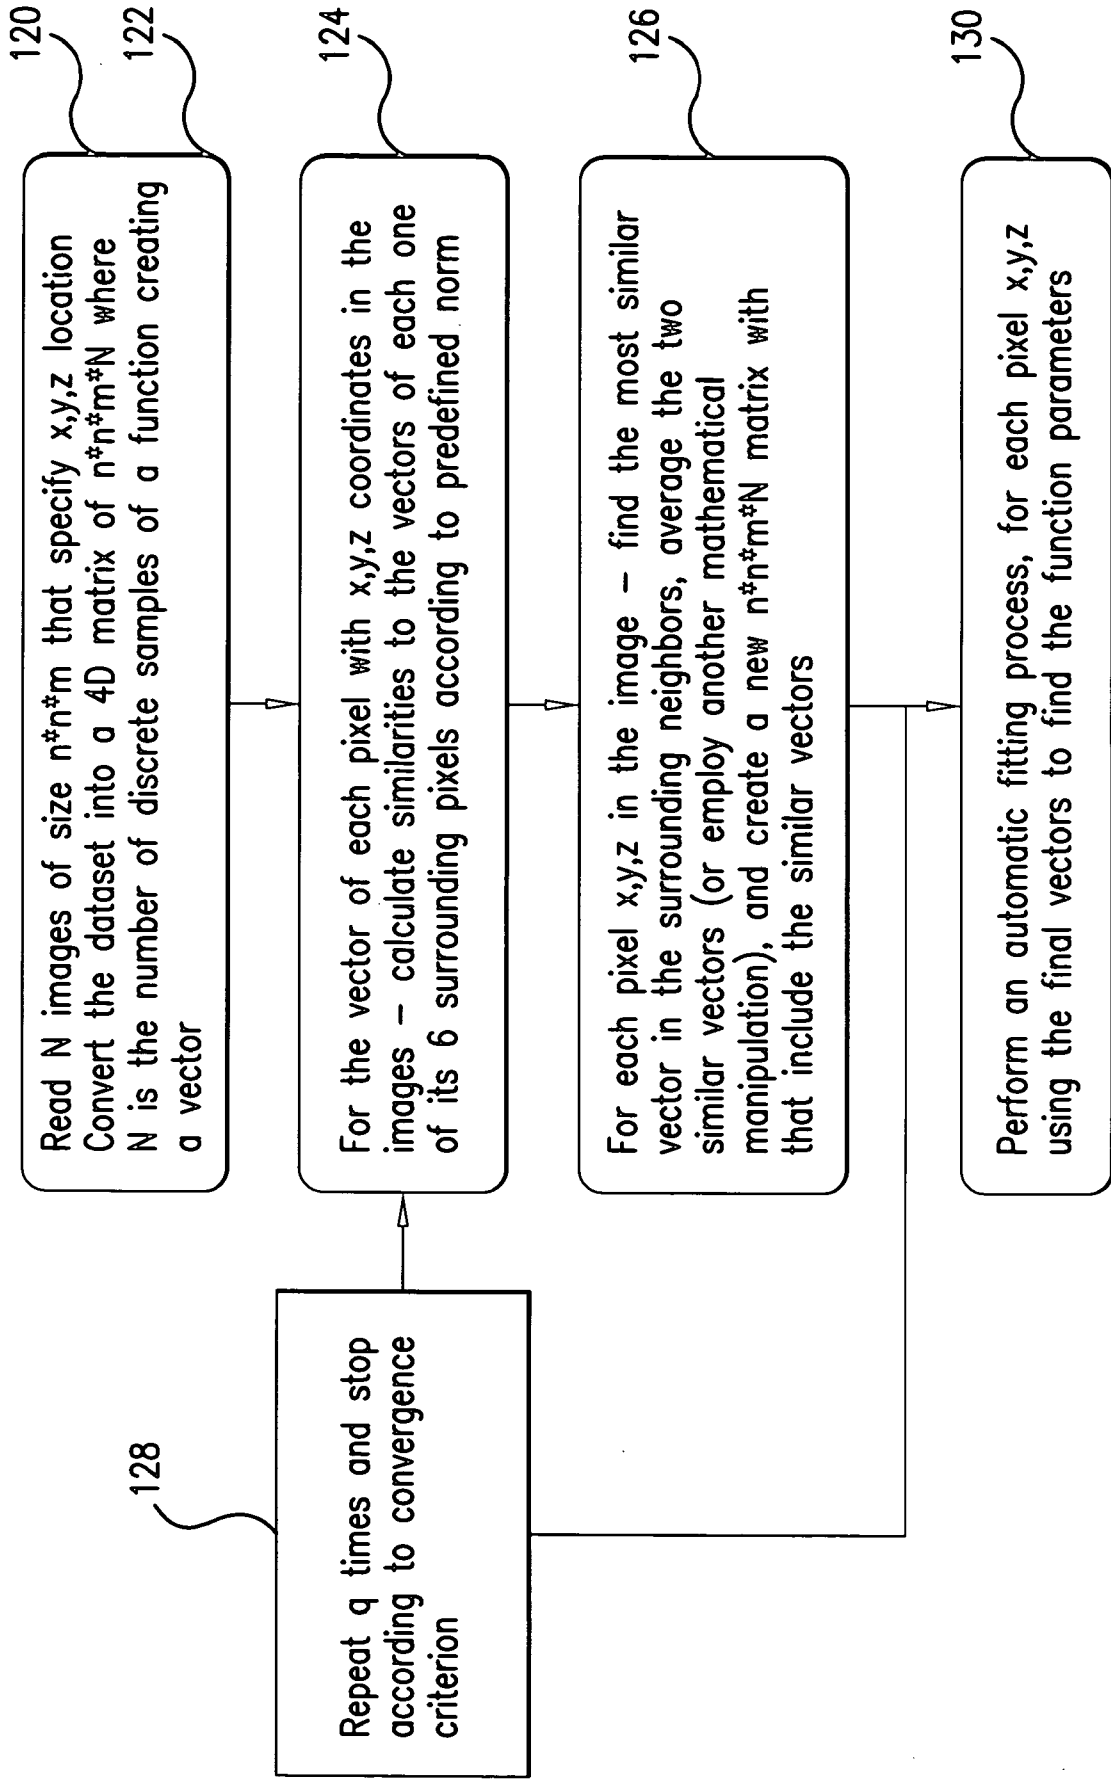 120
Read N images of size n*n*m that specify x,y,z location
Convert the dataset into a 4D matrix of n*n*m*N where
N is the number of discrete samples of a function creating
a vector
122
124
For the vector of each pixel with x,y,z coordinates in the
images – calculate similarities to the vectors of each one
of its 6 surrounding pixels according to predefined norm
126
For each pixel x,y,z in the image – find the most similar
vector in the surrounding neighbors, average the two
similar vectors (or employ another mathematical
manipulation), and create a new n*n*m*N matrix with
that include the similar vectors
128
Repeat q times and stop
according to convergence
criterion
130
Perform an automatic fitting process, for each pixel x,y,z
using the final vectors to find the function parameters